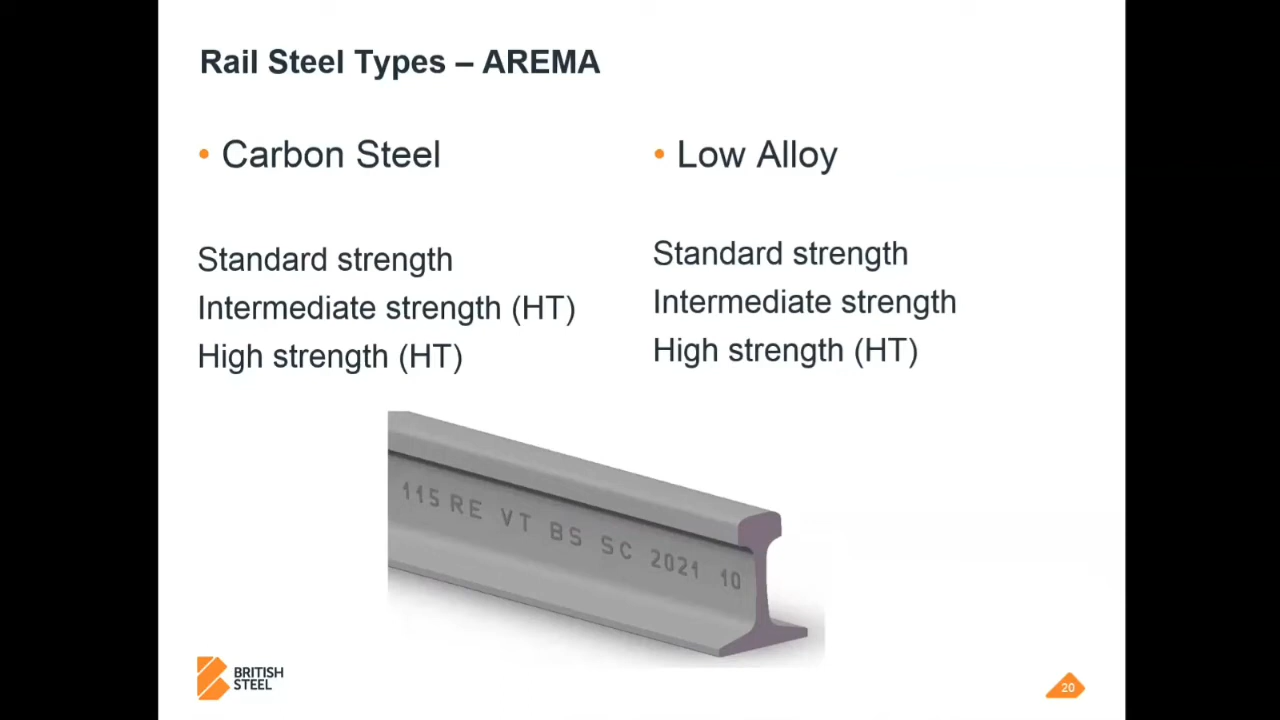 Rail Steel Types – AREMA
• Carbon Steel
Standard strength
Intermediate strength (HT)
High strength (HT)
• Low Alloy
Standard strength
Intermediate strength
High strength (HT)
115 RE VT BS SC 2021 10
BRITISH
STEEL
20